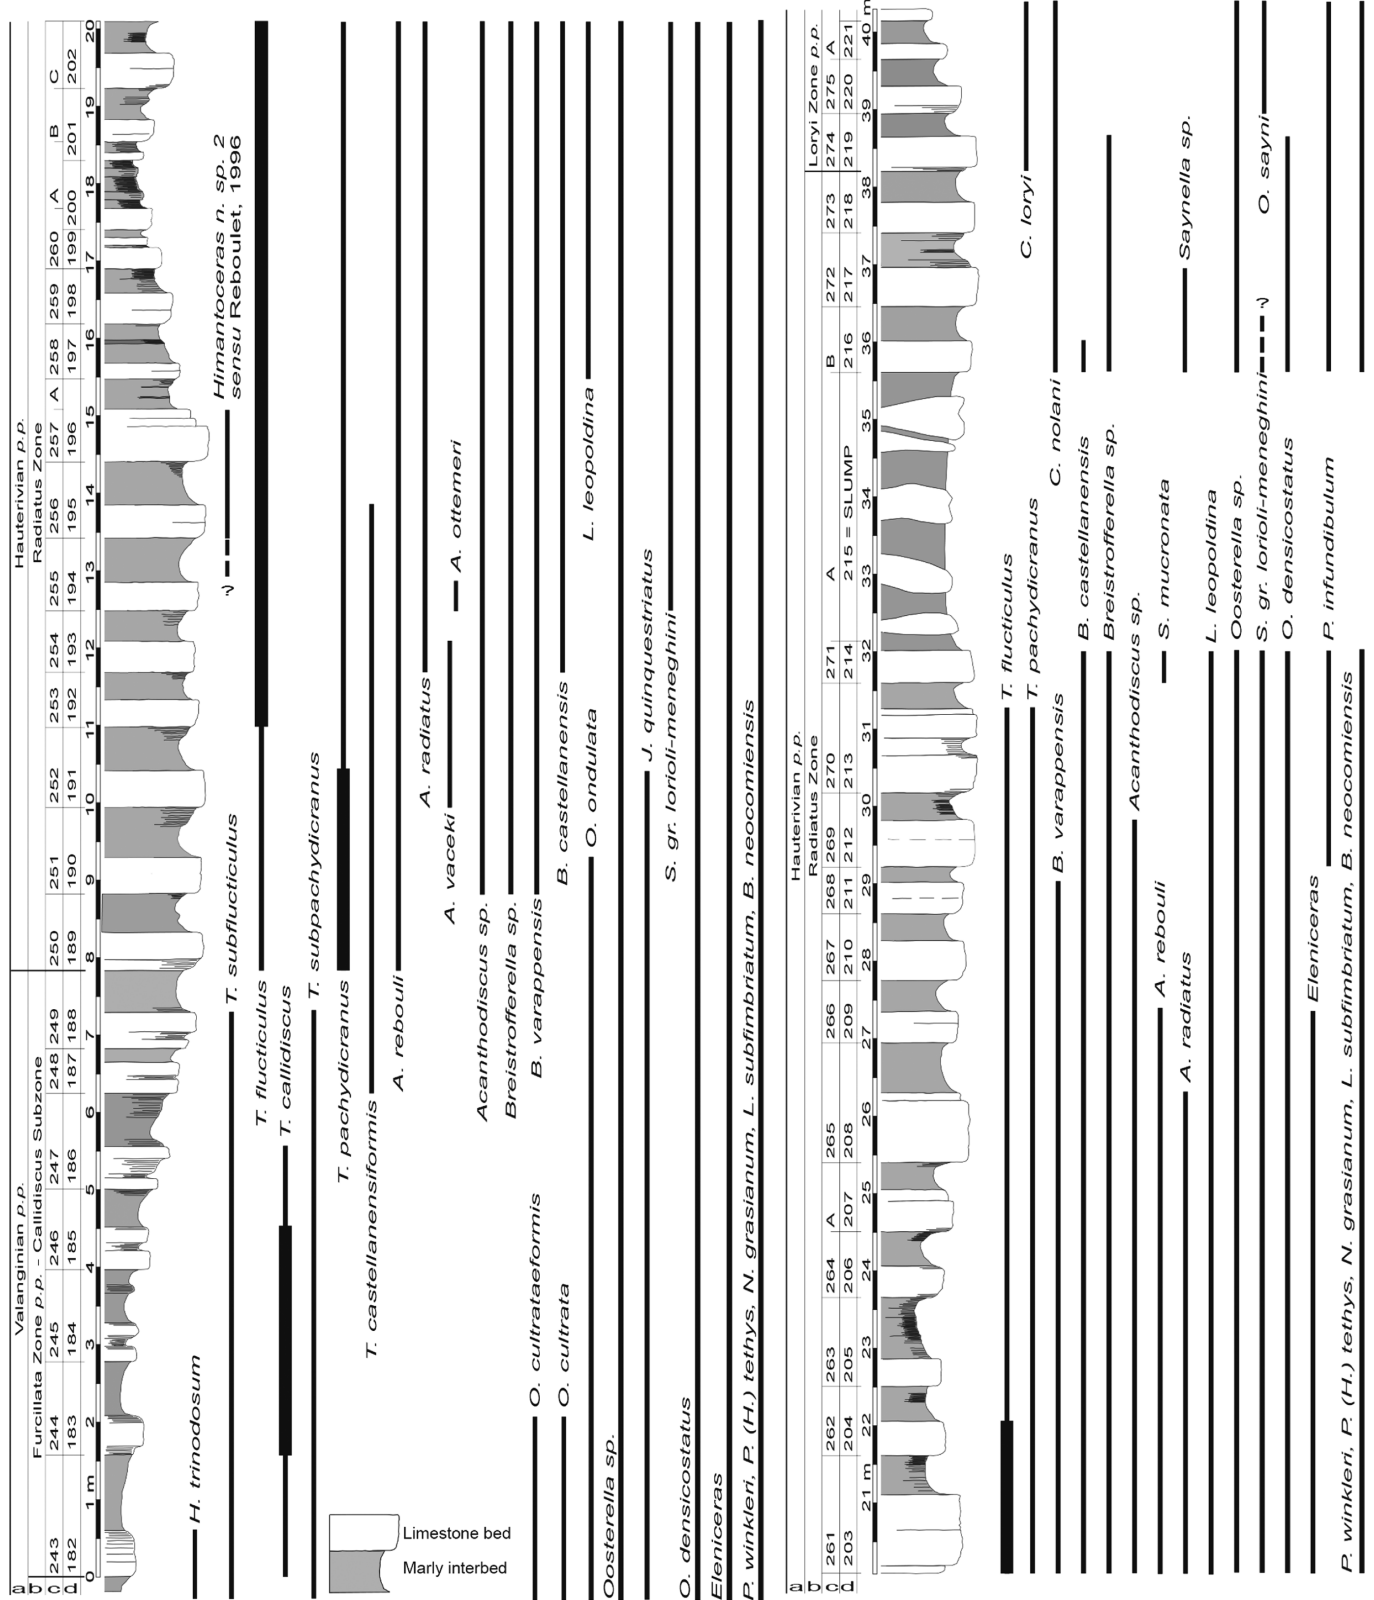 Valanginian p.p.
Hauterivian p.p.
Furcillata Zone p.p. - Callidiscus Subzone
Radiatus Zone
243 244 245 246 247 248 249 250 251 252 253 254 255 256 257 A 258 259 260 A B C
182 183 184 185 186 187 188 189 190 191 192 193 194 195 196 197 198 199 200 201 202
0 1 m 2 3 4 5 6 7 8 9 10 11 12 13 14 15 16 17 18 19 20
a b c d
H. trinodosum
Himantoceras n. sp. 2
sensu Reboulet, 1996
?
T. subflucticulus
T. flucticulus
T. callidiscus
T. subpachydicranus
T. pachydicranus
T. castellanensiformis
A. rebouli
A. radiatus
A. vaceki
A. ottemeri
Acanthodiscus sp.
Breistrofferella sp.
B. varappensis
O. cultrataeformis
B. castellanensis
O. cultrata
L. leopoldina
O. ondulata
Oosterella sp.
J. quinquestriatus
S. gr. lorioli-meneghini
O. densicostatus
Eleniceras
P. winkleri, P. (H.) tethys, N. grasianum, L. subfimbriatum, B. neocomiensis
Limestone bed
Marly interbed
Hauterivian p.p.
Radiatus Zone
Loryi Zone p.p.
261 262 263 264 A 265 266 267 268 269 270 271 A B 272 273 274 275 A
203 204 205 206 207 208 209 210 211 212 213 214 215 = SLUMP 216 217 218 219 220 221
21 m 22 23 24 25 26 27 28 29 30 31 32 33 34 35 36 37 38 39 40 m
a b c d
T. flucticulus
C. loryi
T. pachydicranus
B. varappensis
C. nolani
B. castellanensis
Breistrofferella sp.
Acanthodiscus sp.
A. rebouli
S. mucronata
A. radiatus
Saynella sp.
L. leopoldina
Oosterella sp.
S. gr. lorioli-meneghini
?
O. sayni
O. densicostatus
Eleniceras
P. infundibulum
P. winkleri, P. (H.) tethys, N. grasianum, L. subfimbriatum, B. neocomiensis